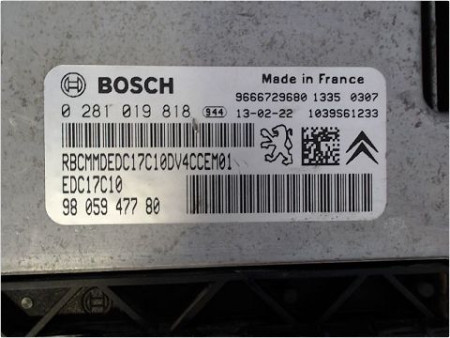 BOSCH
Made in France
9666729680 1335 0307
0 281 019 818 944 13-02-22 1039S61233
RBCMMDEDC17C10DV4CCEM01
EDC17C10
98 059 477 80
BOSCH